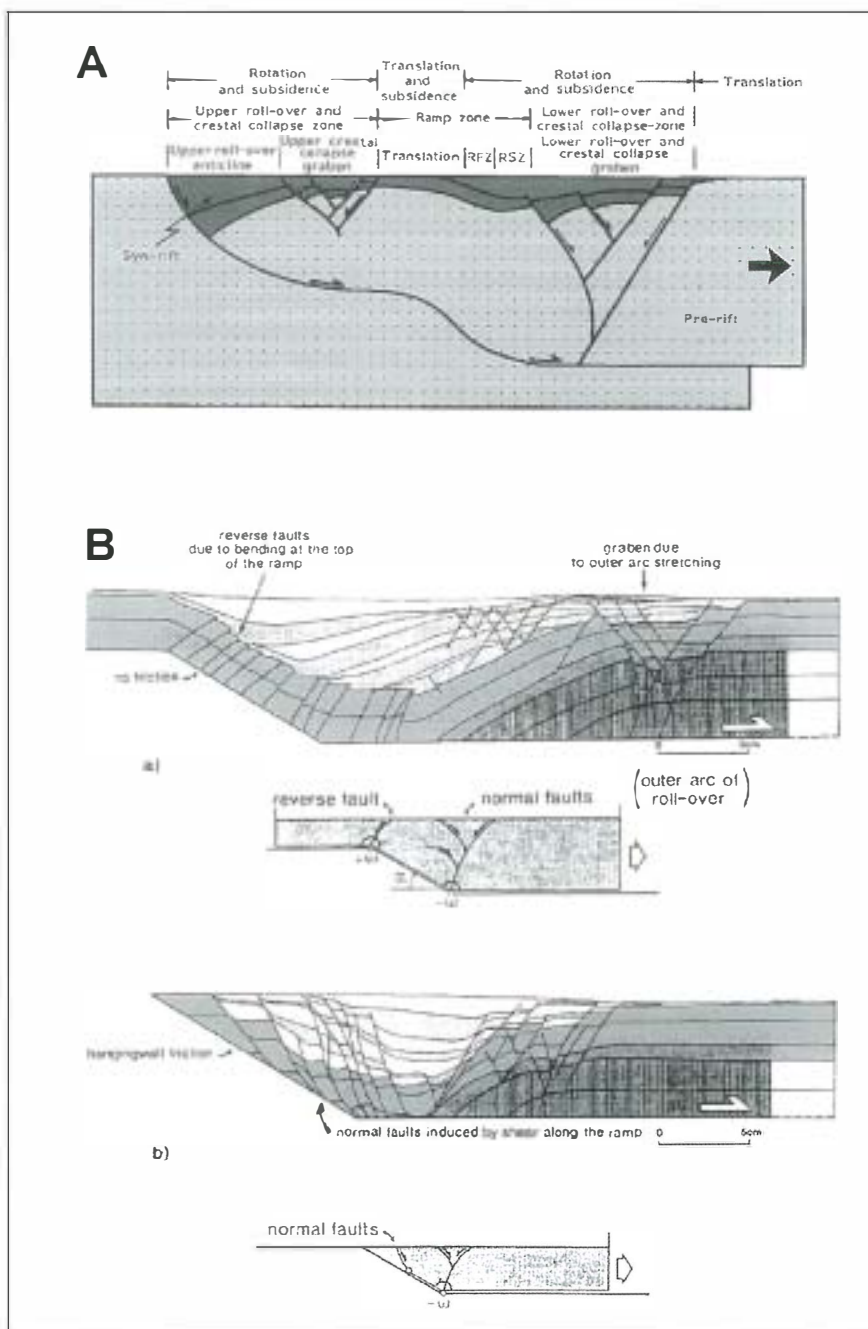 A
Translation
Rotation and Rotation
and subsidence subsidence and subsidence Translation
Upper roll-over and Ramp zone Lower roll-over and
crestal collapse zone crestal collapse-zone
Upper roll-over Upper crestal Lower roll-over and
anticline collapse Translation RFZ RSZ crestal collapse
graben graben
Syn-rift
Pre-rift
B
reverse faults
due to bending at the top
of the ramp
graben due
to outer arc stretching
no friction
0 5cm
a)
reverse fault normal faults
(outer arc of
roll-over)
+ω
α
-ω
hangingwall friction
normal faults induced by shear along the ramp
0 5cm
b)
normal faults
-ω